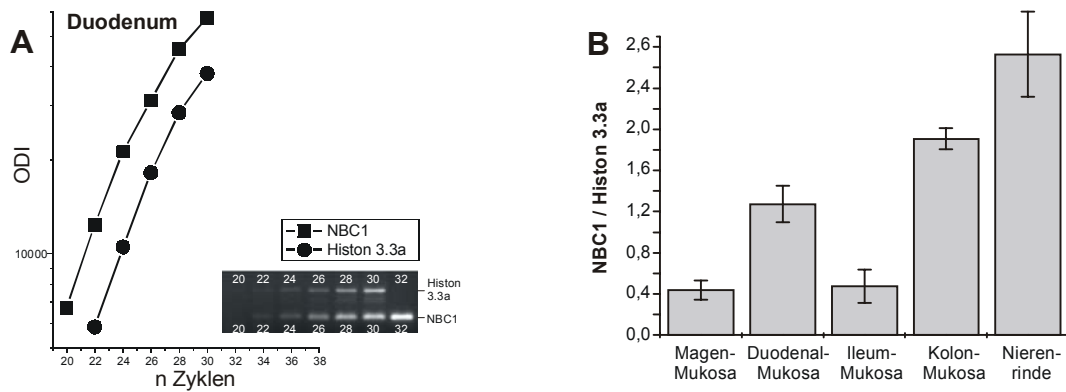 A
Duodenum
ODI
10000
20 22 24 26 28 30 32 34 36 38
n Zyklen
NBC1
Histon 3.3a
20 22 24 26 28 30 32
Histon
3.3a
NBC1
20 22 24 26 28 30 32
B
NBC1 / Histon 3.3a
2,6
2,0
1,6
1,2
0,8
0,4
0,0
Magen-
Mukosa
Duodenal-
Mukosa
Ileum-
Mukosa
Kolon-
Mukosa
Nieren-
rinde